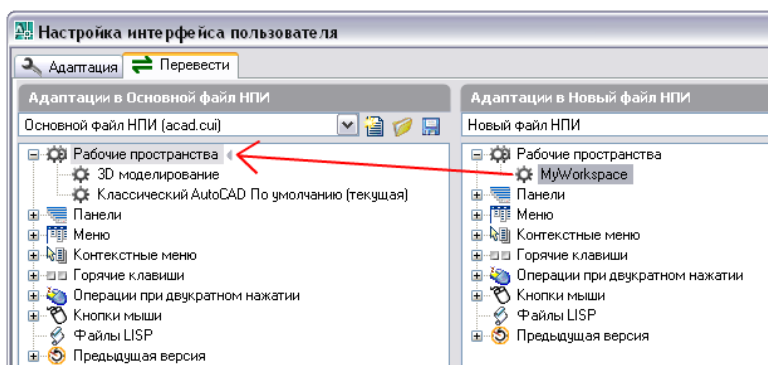 Настройка интерфейса пользователя
Адаптация Перевести
Адаптации в Основной файл НПИ
Основной файл НПИ (acad.cui)
Рабочие пространства
3D моделирование
Классический AutoCAD По умолчанию (текущая)
Панели
Меню
Контекстные меню
Горячие клавиши
Операции при двукратном нажатии
Кнопки мыши
Файлы LISP
Предыдущая версия
Адаптации в Новый файл НПИ
Новый файл НПИ
Рабочие пространства
MyWorkspace
Панели
Меню
Контекстные меню
Горячие клавиши
Операции при двукратном нажатии
Кнопки мыши
Файлы LISP
Предыдущая версия